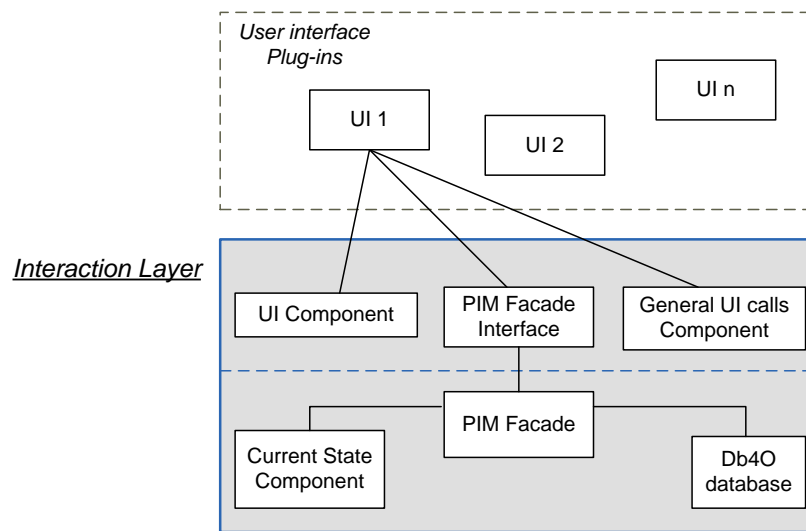 User interface
Plug-ins
UI n
UI 1
UI 2
Interaction Layer
UI Component
PIM Facade
Interface
General UI calls
Component
PIM Facade
Current State
Component
Db4O
database